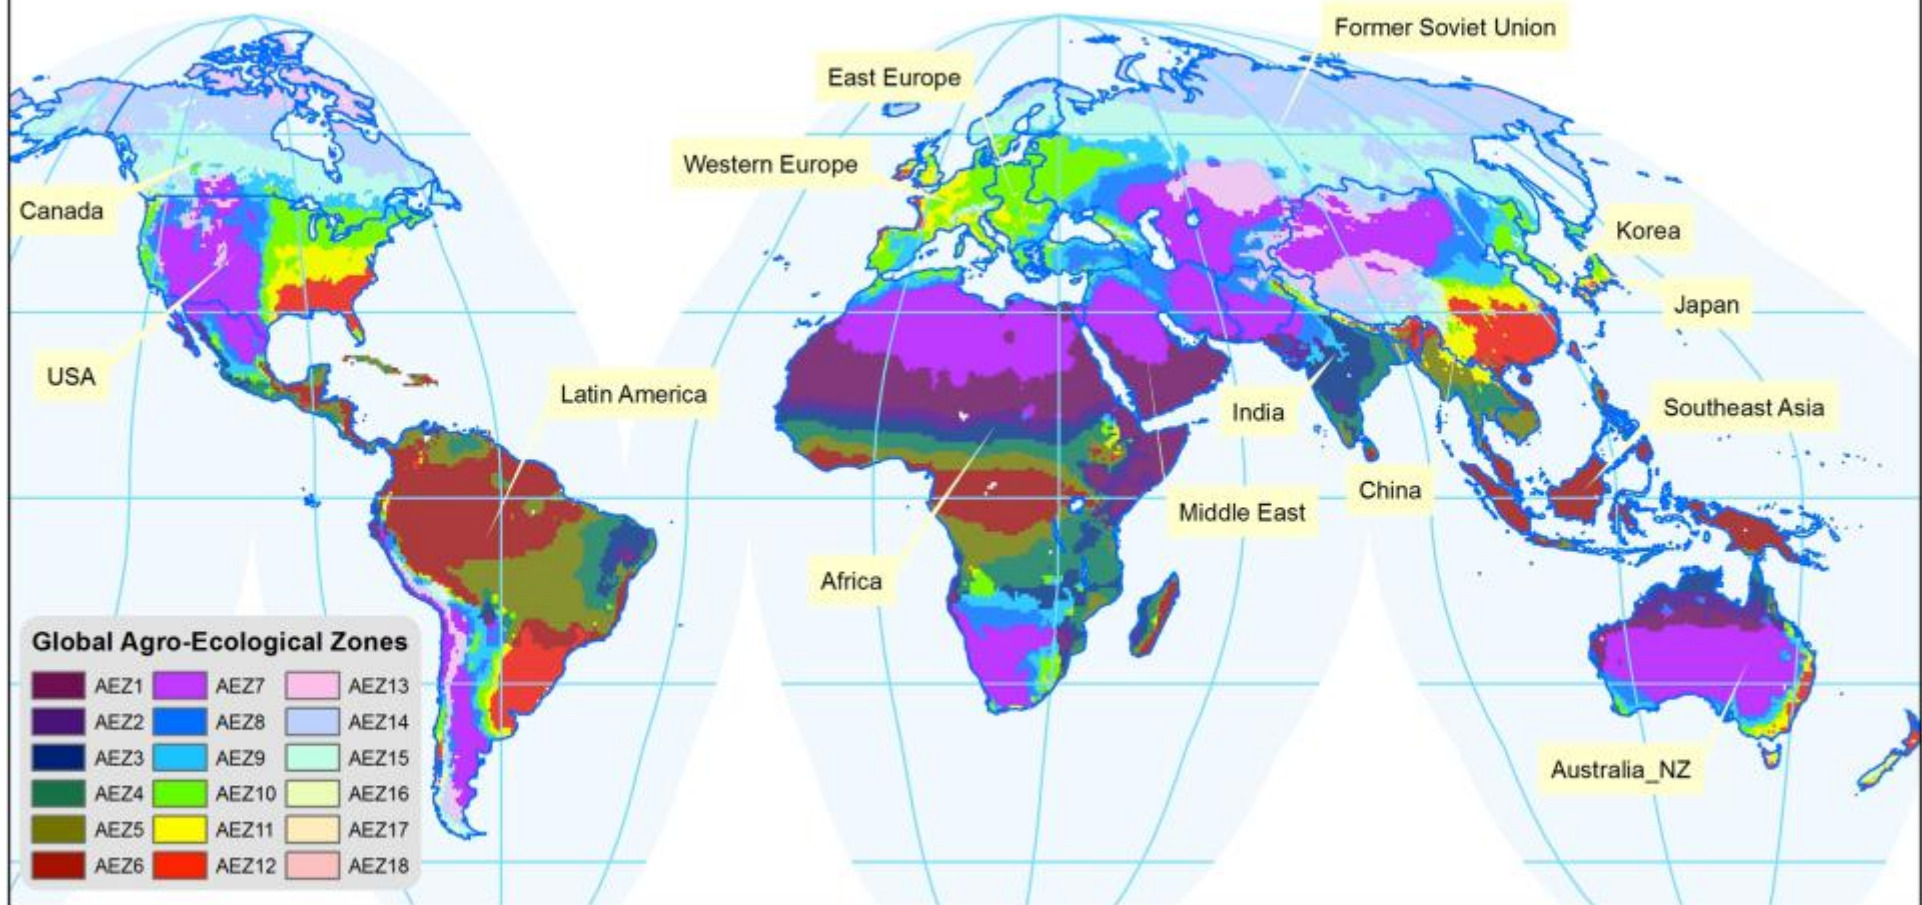 Former Soviet Union
East Europe
Western Europe
Canada
Korea
Japan
USA
Latin America
India
Southeast Asia
China
Middle East
Africa
Australia_NZ
Global Agro-Ecological Zones
AEZ1 AEZ7 AEZ13
AEZ2 AEZ8 AEZ14
AEZ3 AEZ9 AEZ15
AEZ4 AEZ10 AEZ16
AEZ5 AEZ11 AEZ17
AEZ6 AEZ12 AEZ18